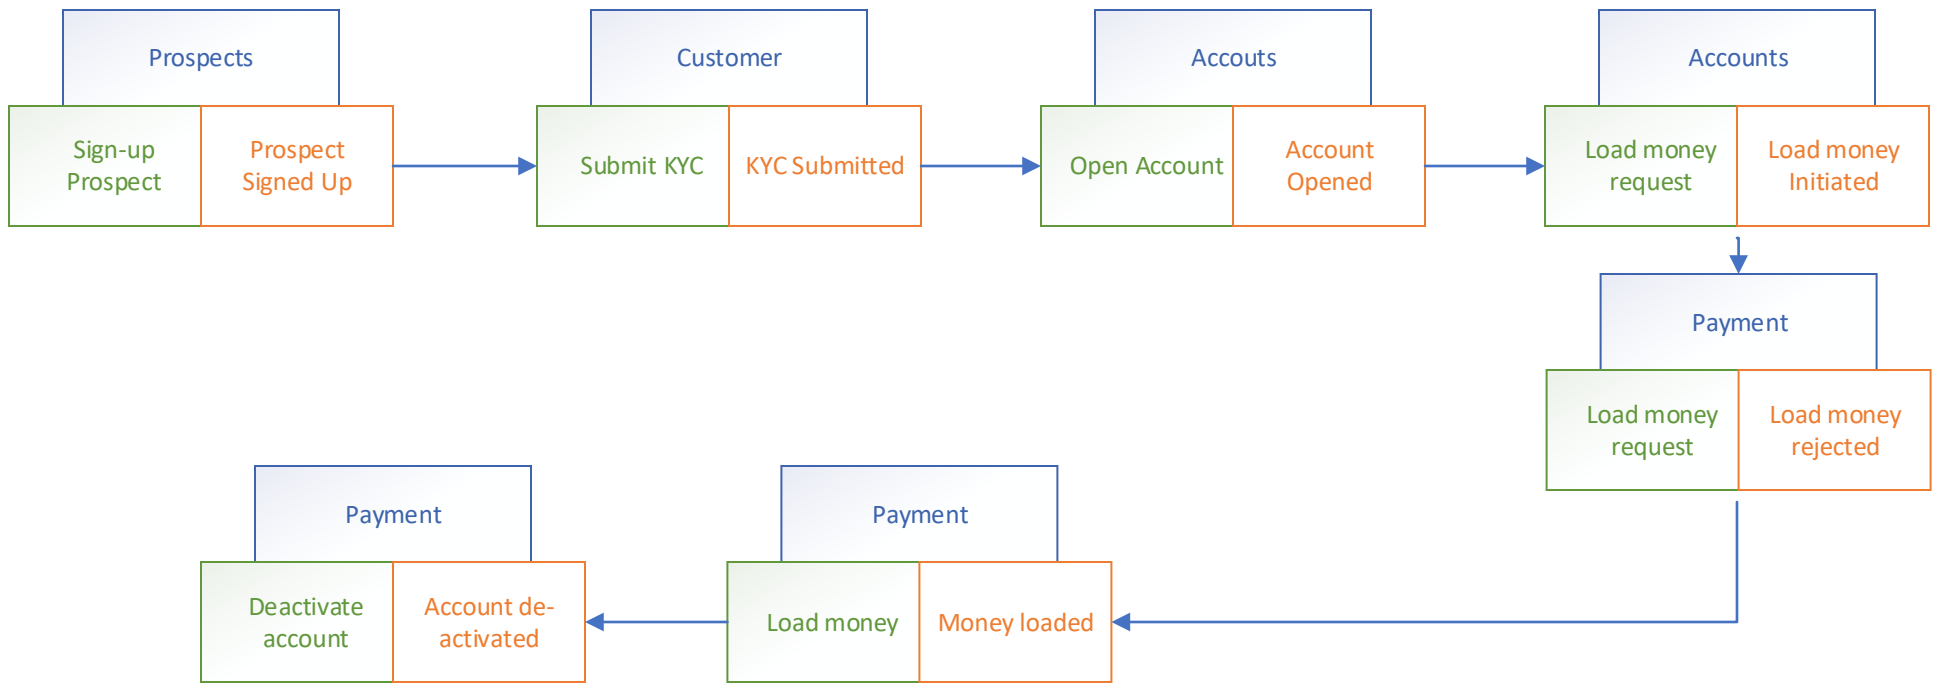 Prospects
Sign-up
Prospect
Prospect
Signed Up
Customer
Submit KYC
KYC Submitted
Accouts
Open Account
Account
Opened
Accounts
Load money
request
Load money
Initiated
Payment
Load money
request
Load money
rejected
Payment
Load money
Money loaded
Payment
Deactivate
account
Account de-
activated